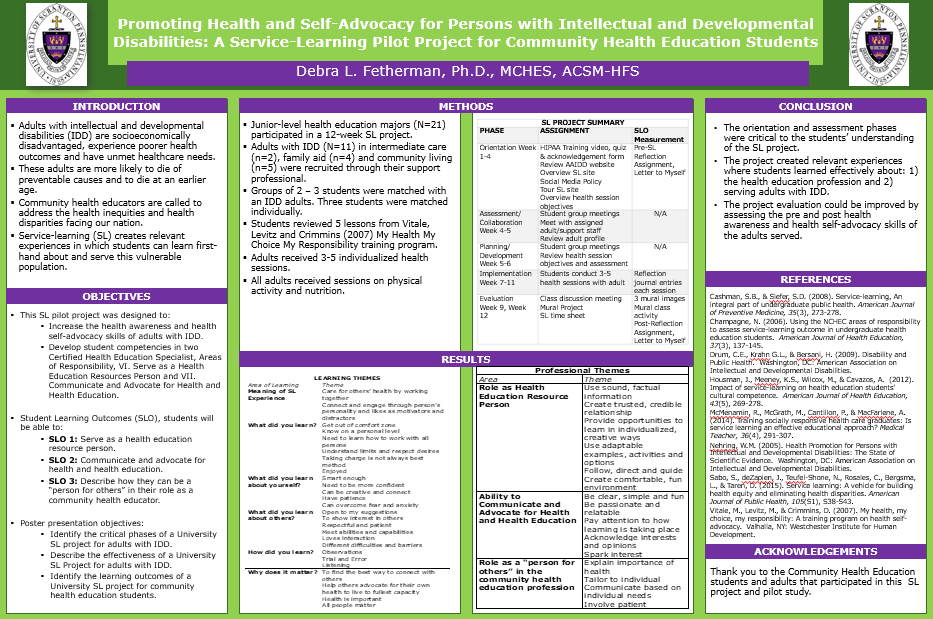 Promoting Health and Self-Advocacy for Persons with Intellectual and Developmental
Disabilities: A Service-Learning Pilot Project for Community Health Education Students
Debra L. Fetherman, Ph.D., MCHES, ACSM-HFS
INTRODUCTION
▪ Adults with intellectual and developmental
disabilities (IDD) are socioeconomically
disadvantaged, experience poorer health
outcomes and have unmet healthcare needs.
▪ These adults are more likely to die of
preventable causes and to die at an earlier
age.
▪ Community health educators are called to
address the health inequities and health
disparities facing our nation.
▪ Service-learning (SL) creates relevant
experiences in which students can learn first-
hand about and serve this vulnerable
population.
OBJECTIVES
• This SL pilot project was designed to:
• Increase the health awareness and health
self-advocacy skills of adults with IDD.
• Develop student competencies in two
Certified Health Education Specialist, Areas
of Responsibility, VI. Serve as a Health
Education Resources Person and VII.
Communicate and Advocate for Health and
Health Education.
• Student Learning Outcomes (SLO), students will
be able to:
• SLO 1: Serve as a health education
resource person.
• SLO 2: Communicate and advocate for
health and health education.
• SLO 3: Describe how they can be a
"person for others" in their role as a
community health educator.
• Poster presentation objectives:
• Identify the critical phases of a University
SL project for adults with IDD.
• Describe the effectiveness of a University
SL project for adults with IDD.
• Identify the learning outcomes of a
University SL project for community
health education students.
METHODS
▪ Junior-level health education majors (N=21)
participated in a 12-week SL project.
▪ Adults with IDD (N=11) in intermediate care
(n=2), family aid (n=4) and community living
(n=5) were recruited through their support
professional.
▪ Groups of 2 – 3 students were matched with
an IDD adults. Three students were matched
individually.
▪ Students reviewed 5 lessons from Vitale,
Levitz and Crimmins (2007) My Health My
Choice My Responsibility training program.
▪ Adults received 3-5 individualized health
sessions.
▪ All adults received sessions on physical
activity and nutrition.
SL PROJECT SUMMARY
PHASE ASSIGNMENT SLO
Measurement
Orientation Week HIPAA Training video, quiz Pre-SL
1-4 & acknowledgement form Reflection
Review AAIDD website Assignment,
Overview SL site Letter to Myself
Social Media Policy
Tour SL site
Overview health session
objectives
Assessment/ Student group meetings N/A
Collaboration Meet with assigned
Week 4-5 adult/support staff
Review adult profile
Planning/ Student group meetings N/A
Development Review health session
Week 5-6 objectives and assessment
Implementation Students conduct 3-5 Reflection
Week 7-11 health sessions with adult journal entries
each session
Evaluation Class discussion meeting 3 mural images
Week 9, Week Mural Project Mural class
12 SL time sheet activity
Post-Reflection
Assignment,
Letter to Myself
RESULTS
LEARNING THEMES
Area of Learning Theme
Meaning of SL Care for others' health by working
Experience together
Connect and engage through person's
personality and likes as motivators and
distractors
What did you learn? Get out of comfort zone
Know on a personal level
Need to learn how to work with all
persons
Understand limits and respect desires
Taking charge is not always best
method
Enjoyed
What did you learn Smart enough
about yourself? Need to be more confident
Can be creative and connect
Have patience
Can overcome fear and anxiety
What did you learn Open to my suggestions
about others? To show interest in others
Respectful and patient
Meet abilities and capabilities
Loves interaction
Different difficulties and barriers
How did you learn? Observations
Trial and Error
Listening
Why does it matter? To find the best way to connect with
others
Help others advocate for their own
health to live to fullest capacity
Health is important
All people matter
Professional Themes
Area Theme
Role as Health Use sound, factual
Education Resource information
Person Create trusted, credible
relationship
Provide opportunities to
learn in individualized,
creative ways
Use adaptable
examples, activities and
options
Follow, direct and guide
Create comfortable, fun
environment
Ability to Be clear, simple and fun
Communicate and Be passionate and
Advocate for Health relatable
and Health Education Pay attention to how
learning is taking place
Acknowledge interests
and opinions
Spark interest
Role as a "person for Explain importance of
others" in the health
community health Tailor to individual
education profession Communicate based on
individual needs
Involve patient
CONCLUSION
• The orientation and assessment phases
were critical to the students' understanding
of the SL project.
• The project created relevant experiences
where students learned effectively about: 1)
the health education profession and 2)
serving adults with IDD.
• The project evaluation could be improved by
assessing the pre and post health
awareness and health self-advocacy skills of
the adults served.
REFERENCES
Cashman, S.B., & Siefer, S.D. (2008). Service-learning, An
integral part of undergraduate public health. American Journal
of Preventive Medicine, 35(3), 273-278.
Champagne, N. (2006). Using the NCHEC areas of responsibility
to assess service-learning outcome in undergraduate health
education students. American Journal of Health Education,
37(3), 137-145.
Drum, C.E., Krahn G.L., & Bersani, H. (2009). Disability and
Public Health. Washington, DC: American Association on
Intellectual and Developmental Disabilities.
Housman, J., Meeney, K.S., Wilcox, M., & Cavazos, A. (2012).
Impact of service-learning on health education students'
cultural competence. American Journal of Health Education,
43(5), 269-278.
McMenamin, R., McGrath, M., Cantillon, P., & MacFarlene, A.
(2014). Training socially responsive health care graduates: Is
service learning an effective educational approach? Medical
Teacher, 36(4), 291-307.
Nehring, W.M. (2005). Health Promotion for Persons with
Intellectual and Developmental Disabilities: The State of
Scientific Evidence. Washington, DC: American Association on
Intellectual and Developmental Disabilities.
Sabo, S., deZapien, J., Teufel-Shone, N., Rosales, C., Bergsma,
L., & Taren, D. (2015). Service learning: A vehicle for building
health equity and eliminating health disparities. American
Journal of Public Health, 105(S1), S38-S43.
Vitale, M., Levitz, M., & Crimmins, D. (2007). My health, my
choice, my responsibility: A training program on health self-
advocacy. Valhalla, NY: Westchester Institute for Human
Development.
ACKNOWLEDGEMENTS
Thank you to the Community Health Education
students and adults that participated in this SL
project and pilot study.